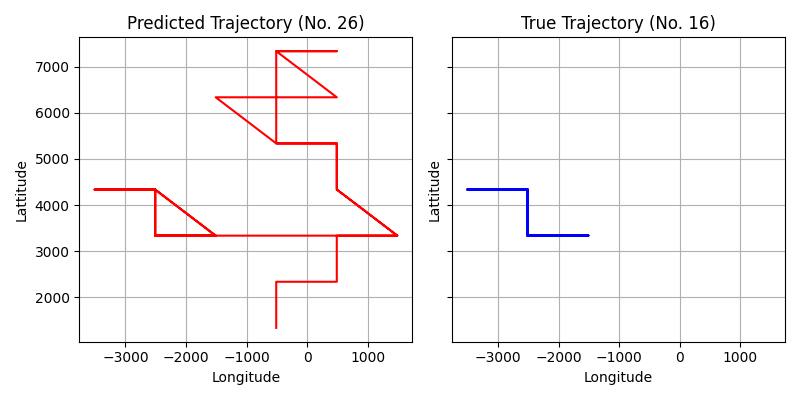 Predicted Trajectory (No. 26)
True Trajectory (No. 16)
Lattitude
7000
6000
5000
4000
3000
2000
−3000 −2000 −1000 0 1000
Longitude
Lattitude
−3000 −2000 −1000 0 1000
Longitude